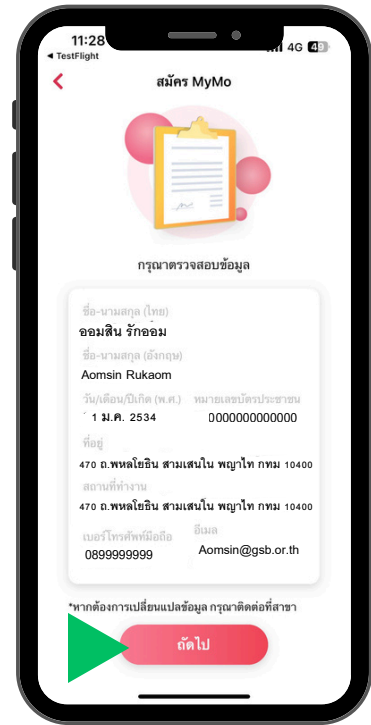 11:28
4G 49
◀ TestFlight
สมัคร MyMo
กรุณาตรวจสอบข้อมูล
ชื่อ-นามสกุล (ไทย)
ออมสิน รักออม
ชื่อ-นามสกุล (อังกฤษ)
Aomsin Rukaom
วัน/เดือน/ปีเกิด (พ.ศ.) หมายเลขบัตรประชาชน
1 ม.ค. 2534 0000000000000
ที่อยู่
470 ถ.พหลโยธิน สามเสนใน พญาไท กทม 10400
สถานที่ทำงาน
470 ถ.พหลโยธิน สามเสนใน พญาไท กทม 10400
เบอร์โทรศัพท์มือถือ อีเมล
0899999999 Aomsin@gsb.or.th
*หากต้องการเปลี่ยนแปลงข้อมูล กรุณาติดต่อที่สาขา
ถัดไป